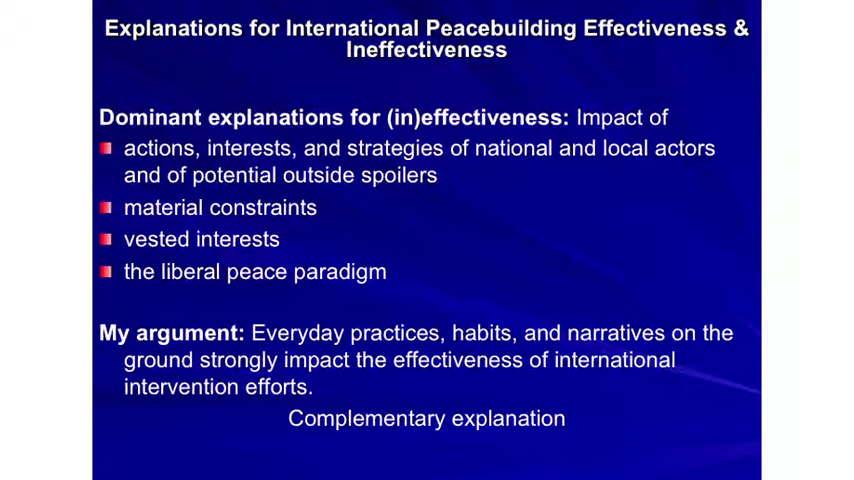 Explanations for International Peacebuilding Effectiveness &
Ineffectiveness
Dominant explanations for (in)effectiveness: Impact of
actions, interests, and strategies of national and local actors
and of potential outside spoilers
material constraints
vested interests
the liberal peace paradigm
My argument: Everyday practices, habits, and narratives on the
ground strongly impact the effectiveness of international
intervention efforts.
Complementary explanation